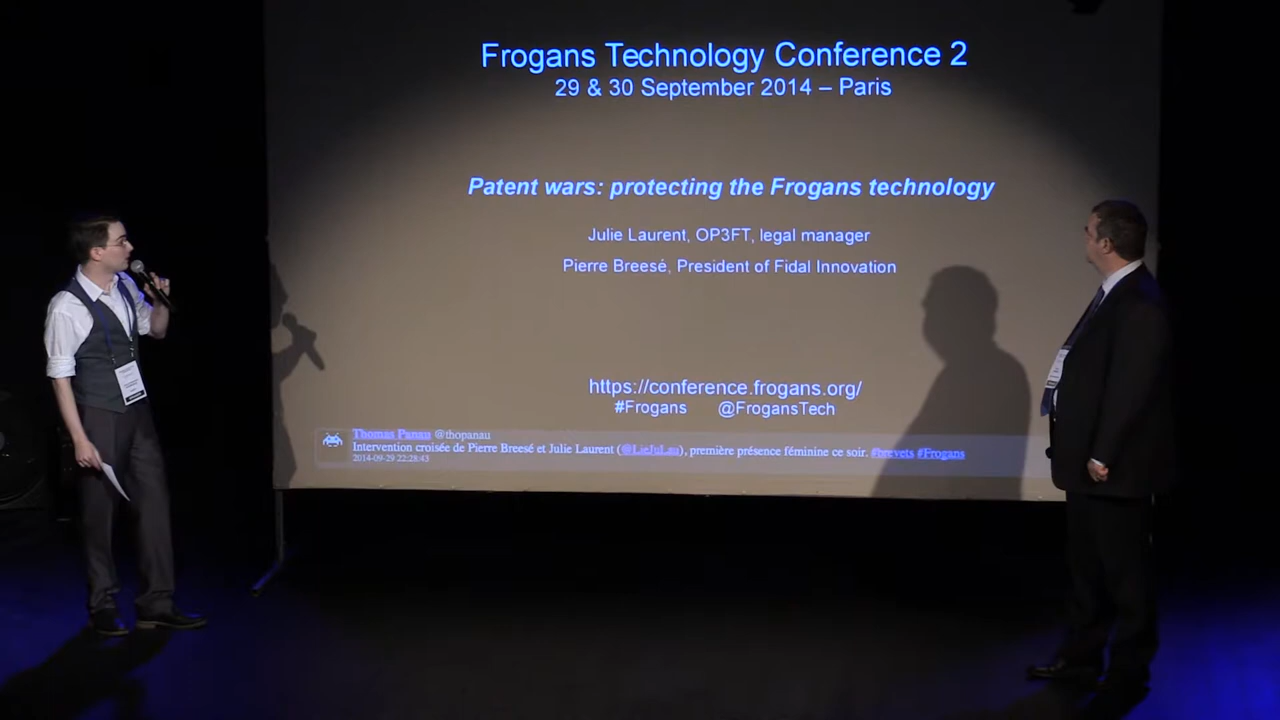 Frogans Technology Conference 2
29 & 30 September 2014 – Paris
Patent wars: protecting the Frogans technology
Julie Laurent, OP3FT, legal manager
Pierre Breesé, President of Fidal Innovation
https://conference.frogans.org/
#Frogans @FrogansTech
Thomas Panau @thopanau
Intervention croisée de Pierre Breesé et Julie Laurent (@LieJuLau), première présence féminine ce soir. #brevets #Frogans
2014-09-29 22:28:43